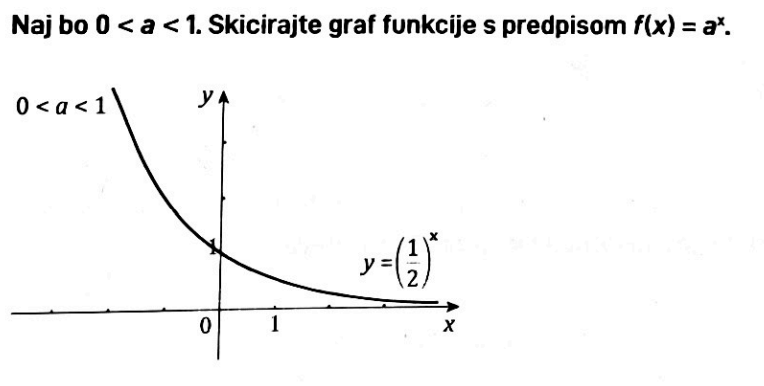 Naj bo 0 < a < 1. Skicirajte graf funkcije s predpisom f(x) = aˣ.
0 < a < 1
y
1
y = (1/2)ˣ
0
1
x